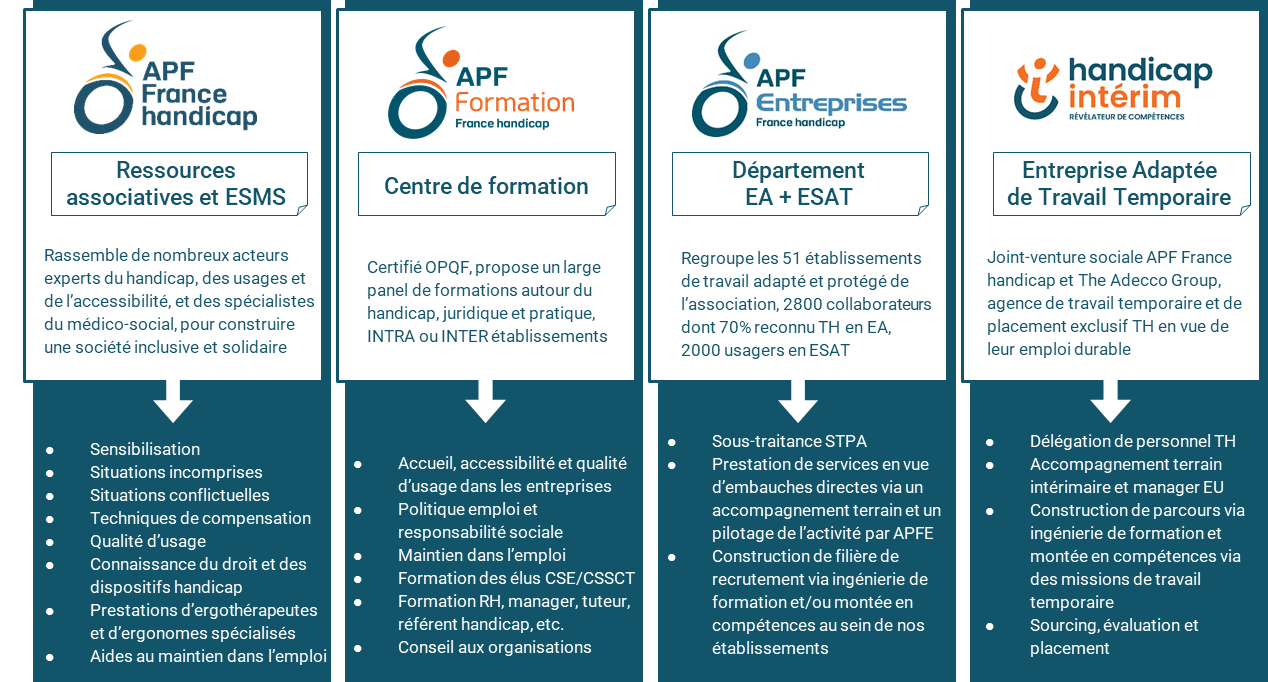 APF
France
handicap
Ressources
associatives et ESMS
Rassemble de nombreux acteurs
experts du handicap, des usages et
de l'accessibilité, et des spécialistes
du médico-social, pour construire
une société inclusive et solidaire
● Sensibilisation
● Situations incomprises
● Situations conflictuelles
● Techniques de compensation
● Qualité d'usage
● Connaissance du droit et des
dispositifs handicap
● Prestations d'ergothérapeutes
et d'ergonomes spécialisés
● Aides au maintien dans l'emploi
APF
Formation
France handicap
Centre de formation
Certifié OPQF, propose un large
panel de formations autour du
handicap, juridique et pratique,
INTRA ou INTER établissements
● Accueil, accessibilité et qualité
d'usage dans les entreprises
● Politique emploi et
responsabilité sociale
● Maintien dans l'emploi
● Formation des élus CSE/CSSCT
● Formation RH, manager, tuteur,
référent handicap, etc.
● Conseil aux organisations
APF
Entreprises
France handicap
Département
EA + ESAT
Regroupe les 51 établissements
de travail adapté et protégé de
l'association, 2800 collaborateurs
dont 70% reconnu TH en EA,
2000 usagers en ESAT
● Sous-traitance STPA
● Prestation de services en vue
d'embauches directes via un
accompagnement terrain et un
pilotage de l'activité par APFE
● Construction de filière de
recrutement via ingénierie de
formation et/ou montée en
compétences au sein de nos
établissements
handicap
intérim
RÉVÉLATEUR DE COMPÉTENCES
Entreprise Adaptée
de Travail Temporaire
Joint-venture sociale APF France
handicap et The Adecco Group,
agence de travail temporaire et de
placement exclusif TH en vue de
leur emploi durable
● Délégation de personnel TH
● Accompagnement terrain
intérimaire et manager EU
● Construction de parcours via
ingénierie de formation et
montée en compétences via
des missions de travail
temporaire
● Sourcing, évaluation et
placement